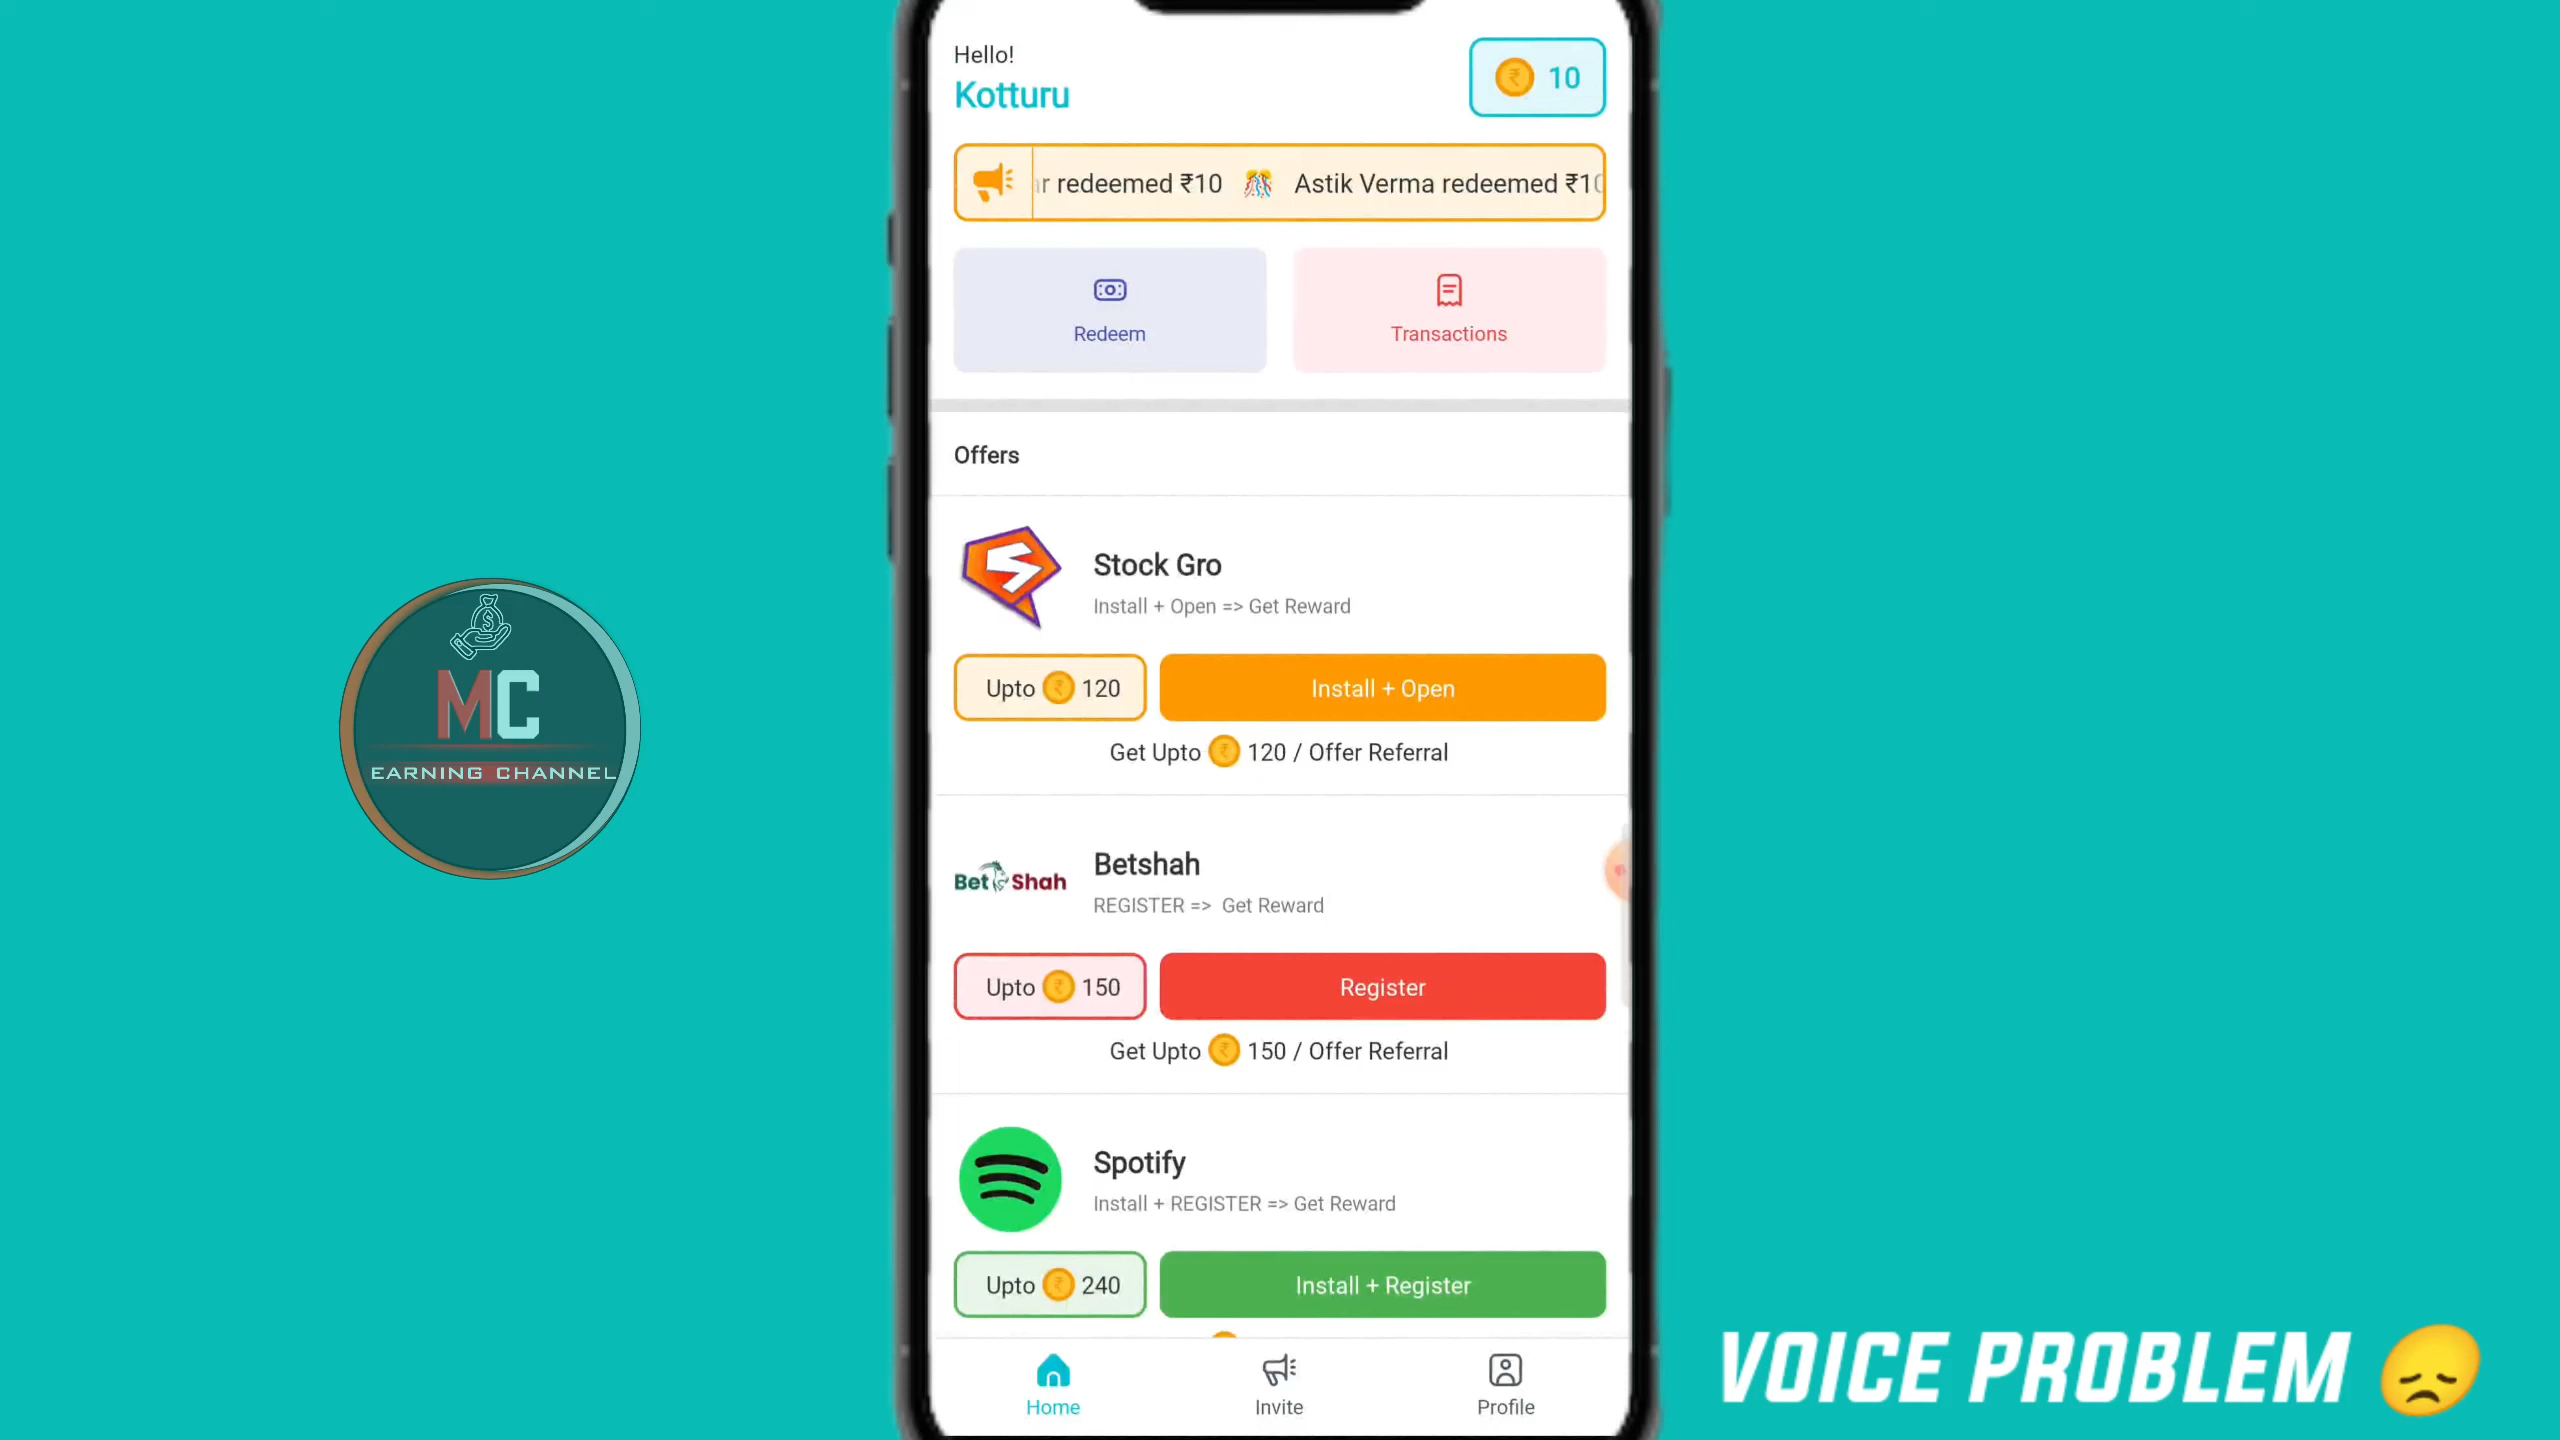 Hello!
Kotturu
10
r redeemed ₹10 🎊 Astik Verma redeemed ₹10
Redeem
Transactions
Offers
Stock Gro
Install + Open => Get Reward
Upto 120
Install + Open
Get Upto 120 / Offer Referral
Bet Shah
Betshah
REGISTER => Get Reward
Upto 150
Register
Get Upto 150 / Offer Referral
Spotify
Install + REGISTER => Get Reward
Upto 240
Install + Register
Home
Invite
Profile
MC
EARNING CHANNEL
VOICE PROBLEM 😞